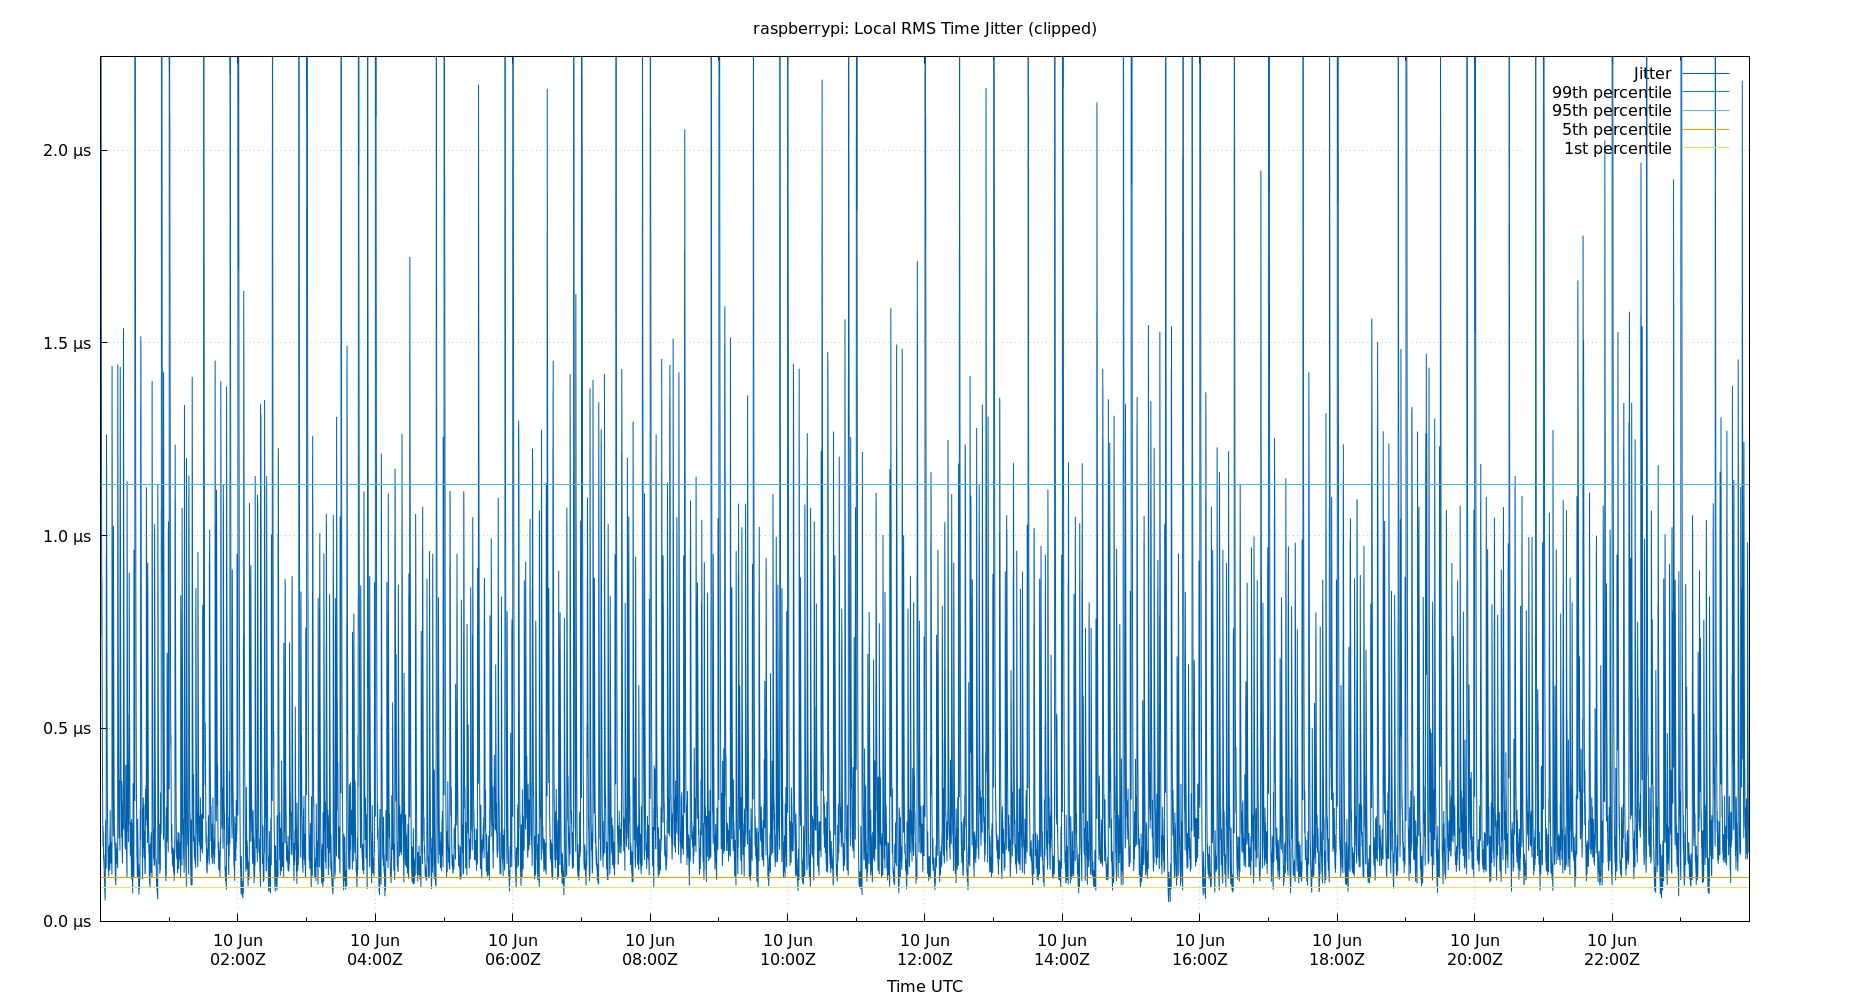 raspberrypi: Local RMS Time Jitter (clipped)
Jitter
99th percentile
95th percentile
5th percentile
1st percentile
2.0 µs
1.5 µs
1.0 µs
0.5 µs
0.0 µs
10 Jun 10 Jun 10 Jun 10 Jun 10 Jun 10 Jun 10 Jun 10 Jun 10 Jun 10 Jun 10 Jun
02:00Z 04:00Z 06:00Z 08:00Z 10:00Z 12:00Z 14:00Z 16:00Z 18:00Z 20:00Z 22:00Z
Time UTC